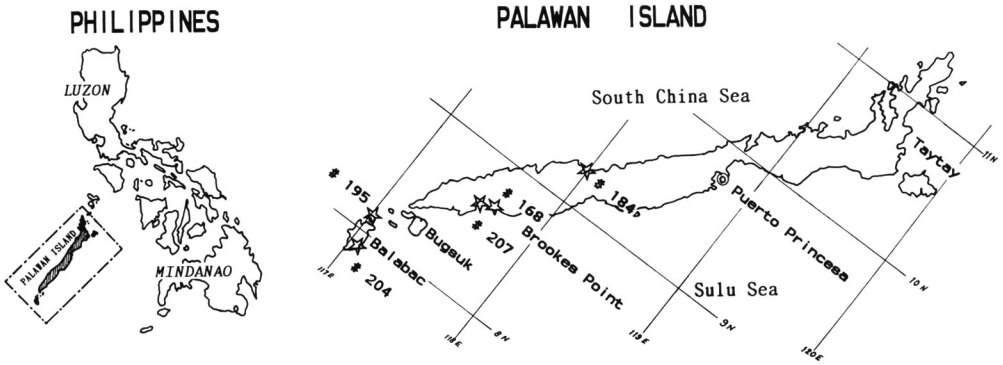 PHILIPPINES
LUZON
PALAWAN ISLAND
MINDANAO
PALAWAN ISLAND
South China Sea
Sulu Sea
# 195
# 204
# 168
# 207
# 184
Balabac
Bugsuk
Brookes Point
Puerto Princesa
Taytay
117E
118E
119E
120E
8N
9N
10N
11N